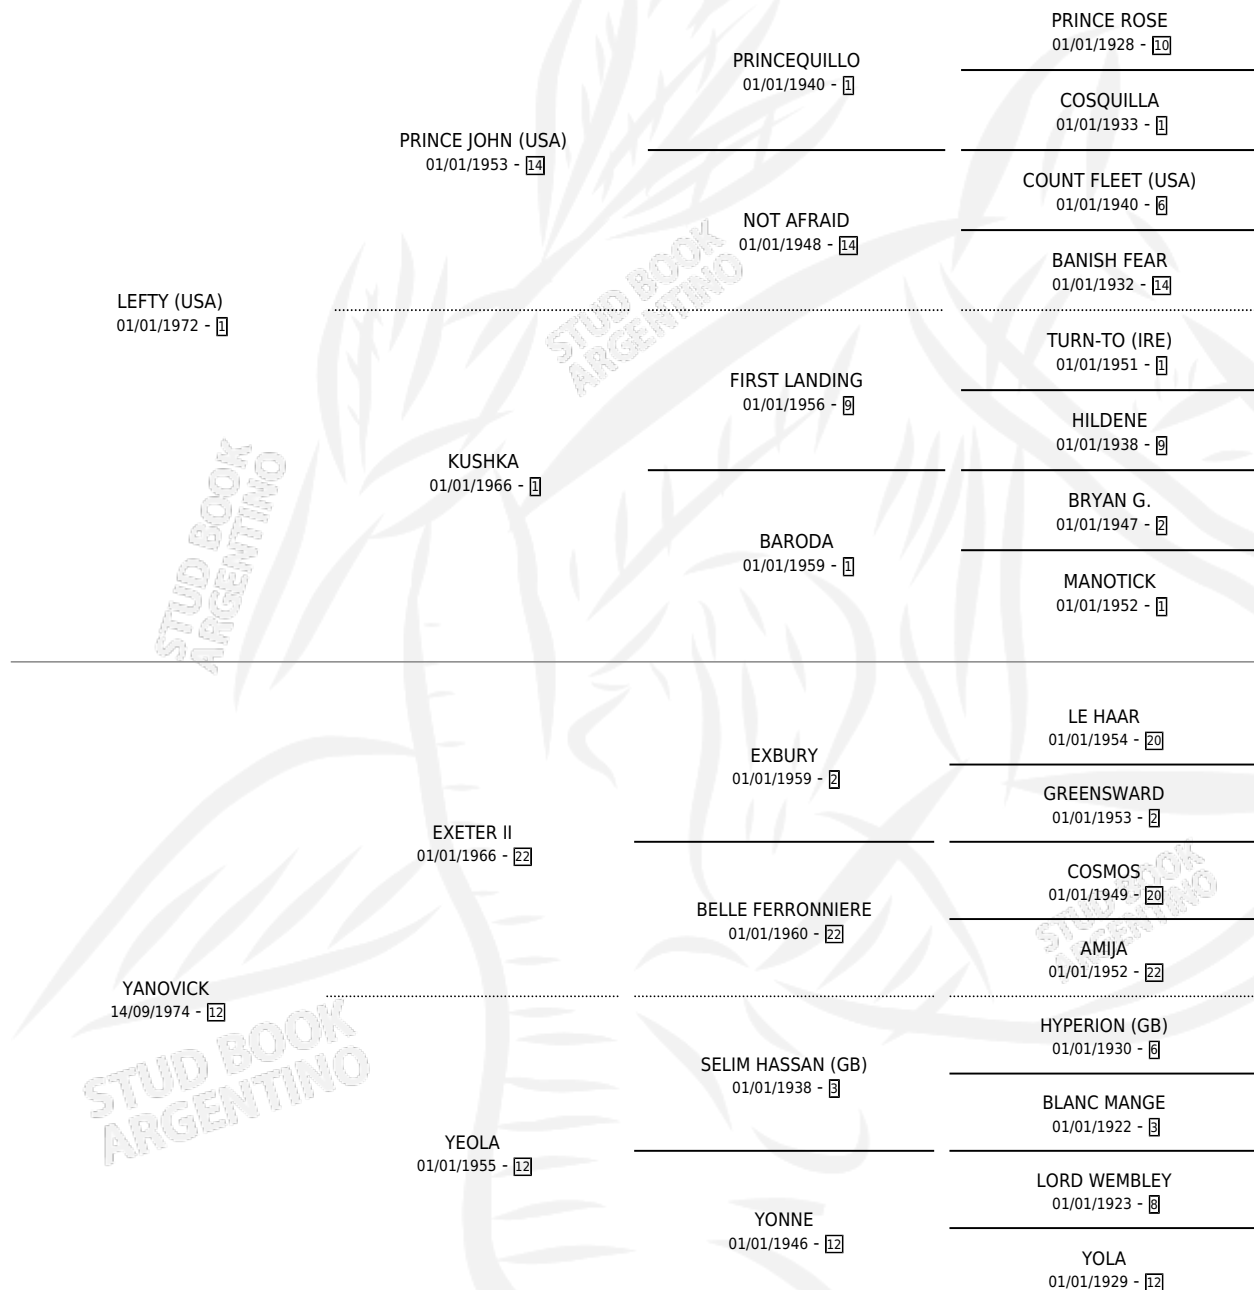 PRINCE ROSE
01/01/1928 - 10
PRINCEQUILLO
01/01/1940 - 1
COSQUILLA
01/01/1933 - 1
PRINCE JOHN (USA)
01/01/1953 - 14
COUNT FLEET (USA)
01/01/1940 - 6
NOT AFRAID
01/01/1948 - 14
BANISH FEAR
01/01/1932 - 14
LEFTY (USA)
01/01/1972 - 1
TURN-TO (IRE)
01/01/1951 - 1
FIRST LANDING
01/01/1956 - 9
HILDENE
01/01/1938 - 9
KUSHKA
01/01/1966 - 1
BRYAN G.
01/01/1947 - 2
BARODA
01/01/1959 - 1
MANOTICK
01/01/1952 - 1
STUD BOOK
ARGENTINO
STUD BOOK
ARGENTINO
LE HAAR
01/01/1954 - 20
EXBURY
01/01/1959 - 2
GREENSWARD
01/01/1953 - 2
EXETER II
01/01/1966 - 22
COSMOS
01/01/1949 - 20
BELLE FERRONNIERE
01/01/1960 - 22
AMIJA
01/01/1952 - 22
YANOVICK
14/09/1974 - 12
HYPERION (GB)
01/01/1930 - 6
SELIM HASSAN (GB)
01/01/1938 - 3
BLANC MANGE
01/01/1922 - 3
YEOLA
01/01/1955 - 12
LORD WEMBLEY
01/01/1923 - 8
YONNE
01/01/1946 - 12
YOLA
01/01/1929 - 12
STUD BOOK
ARGENTINO
STUD BOOK
ARGENTINO